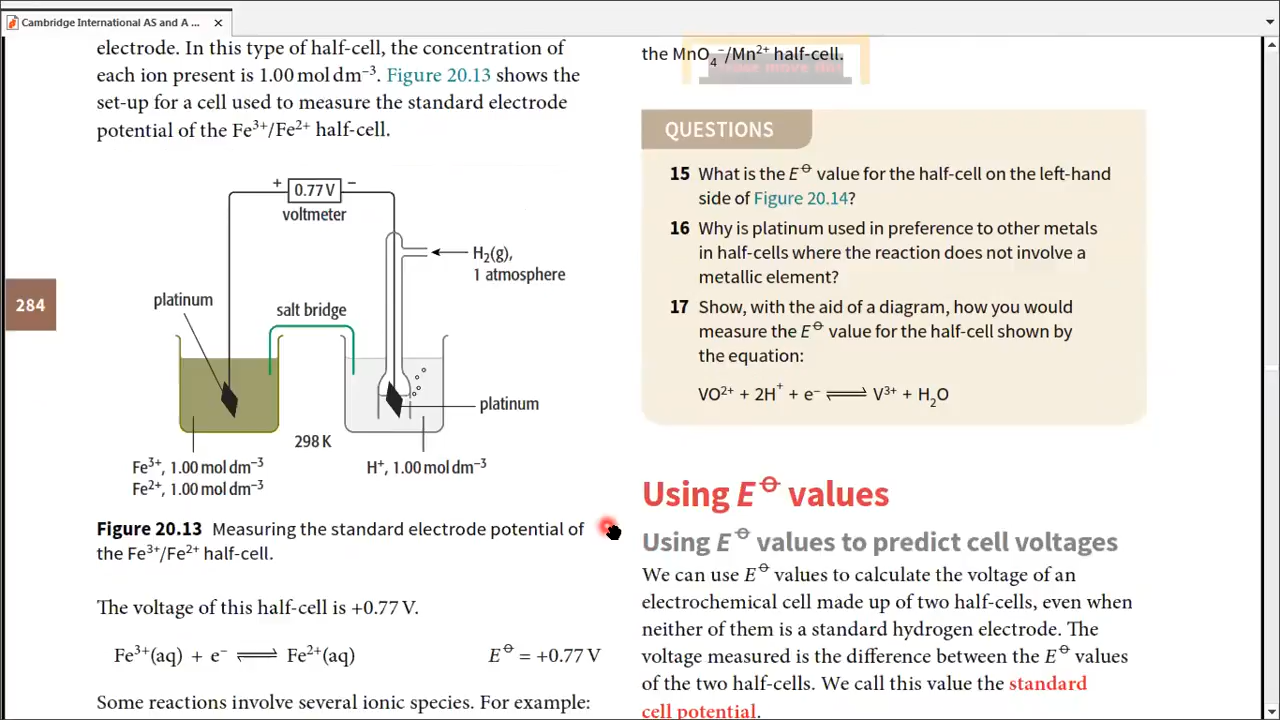 Cambridge International AS and A ...
electrode. In this type of half-cell, the concentration of
each ion present is 1.00 mol dm⁻³. Figure 20.13 shows the
set-up for a cell used to measure the standard electrode
potential of the Fe³⁺/Fe²⁺ half-cell.
+ 0.77 V −
voltmeter
H₂(g),
1 atmosphere
platinum
salt bridge
platinum
298 K
Fe³⁺, 1.00 mol dm⁻³
Fe²⁺, 1.00 mol dm⁻³
H⁺, 1.00 mol dm⁻³
284
Figure 20.13 Measuring the standard electrode potential of
the Fe³⁺/Fe²⁺ half-cell.
The voltage of this half-cell is +0.77 V.
Fe³⁺(aq) + e⁻ ⇌ Fe²⁺(aq) E⦵ = +0.77 V
Some reactions involve several ionic species. For example:
the MnO₄⁻/Mn²⁺ half-cell.
QUESTIONS
15 What is the E⦵ value for the half-cell on the left-hand
side of Figure 20.14?
16 Why is platinum used in preference to other metals
in half-cells where the reaction does not involve a
metallic element?
17 Show, with the aid of a diagram, how you would
measure the E⦵ value for the half-cell shown by
the equation:
VO²⁺ + 2H⁺ + e⁻ ⇌ V³⁺ + H₂O
Using E⦵ values
Using E⦵ values to predict cell voltages
We can use E⦵ values to calculate the voltage of an
electrochemical cell made up of two half-cells, even when
neither of them is a standard hydrogen electrode. The
voltage measured is the difference between the E⦵ values
of the two half-cells. We call this value the standard
cell potential.